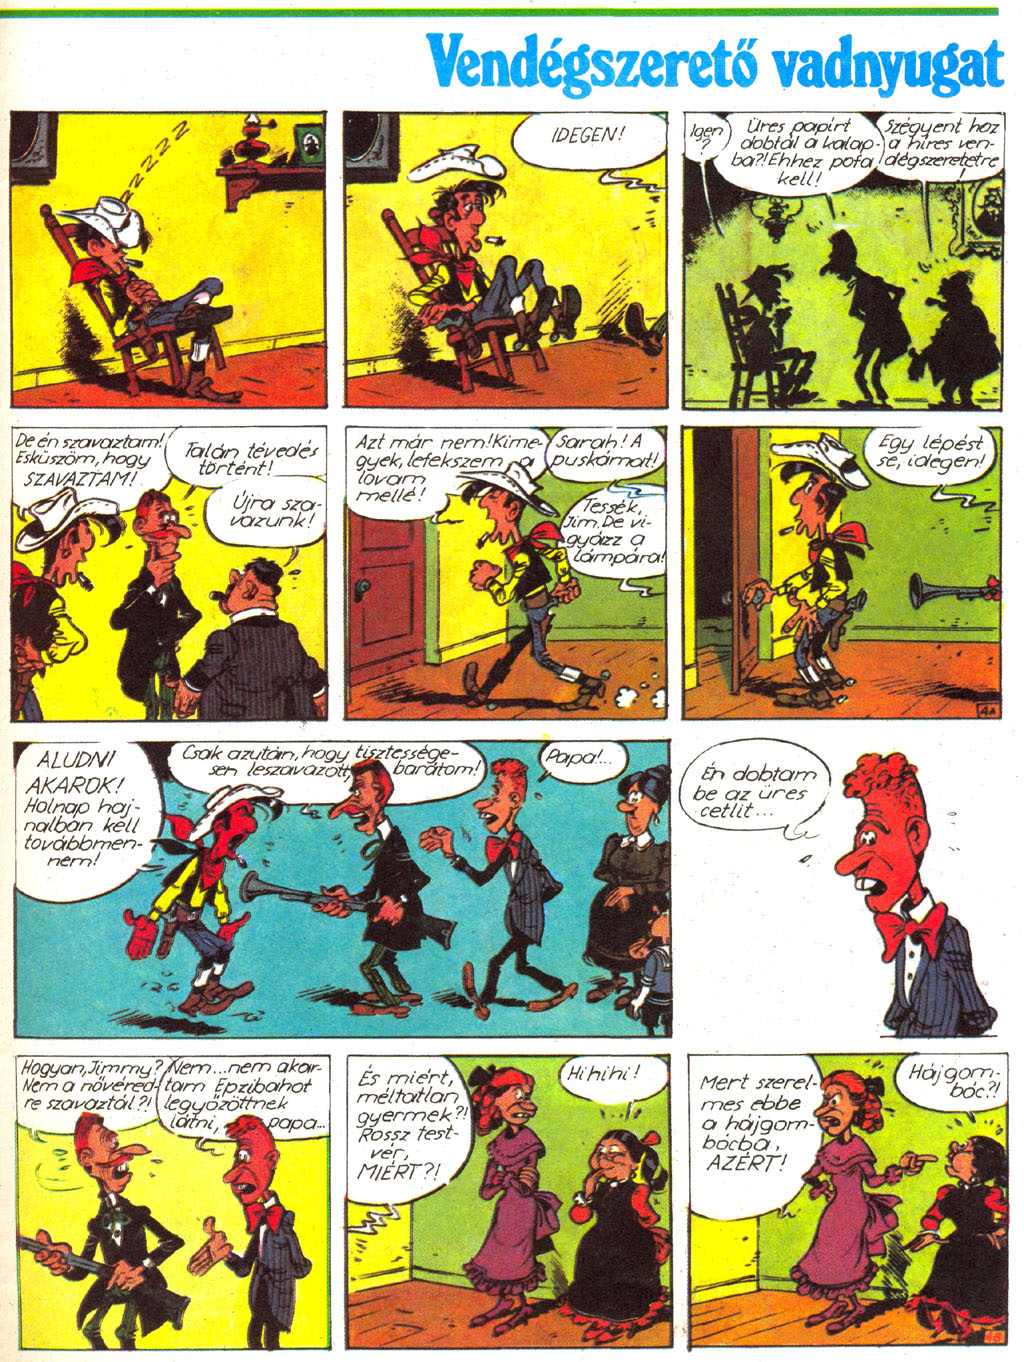 Vendégszerető vadnyugat
ZZZZZZ
IDEGEN!
Igen
?
Üres papírt
dobtál a kalap-
ba?! Ehhez pofa
kell!
Szégyent hoz
a híres ven-
dégszeretetre
!
De én szavaztam!
Esküszöm, hogy
SZAVAZTAM!
Talán tévedés
történt!
Újra sza-
vazunk!
Azt már nem! Kime-
gyek, lefekszem a
lovam
mellé!
Sarah! A
puskámat!
Tessék,
Jim. De vi-
gyázz a
lámpára!
Egy lépést
se, idegen!
4A
ALUDNI
AKAROK!
Holnap haj-
nalban kell
továbbmen-
nem!
Csak azután, hogy tisztessége-
sen leszavazott, barátom!
Papa!...
Én dobtam
be az üres
cetlit...
Hogyan, Jimmy?
Nem a nővéred-
re szavaztál?!
Nem...nem akar-
tam Epzibahot
legyőzöttnek
látni, papa...
És miért,
méltatlan
gyermek?!
Rossz test-
vér,
MIÉRT?!
Hihihi!
Mert szerel-
mes ebbe
a hájgom-
bócba,
AZÉRT!
Hájgom-
bóc?!
4B